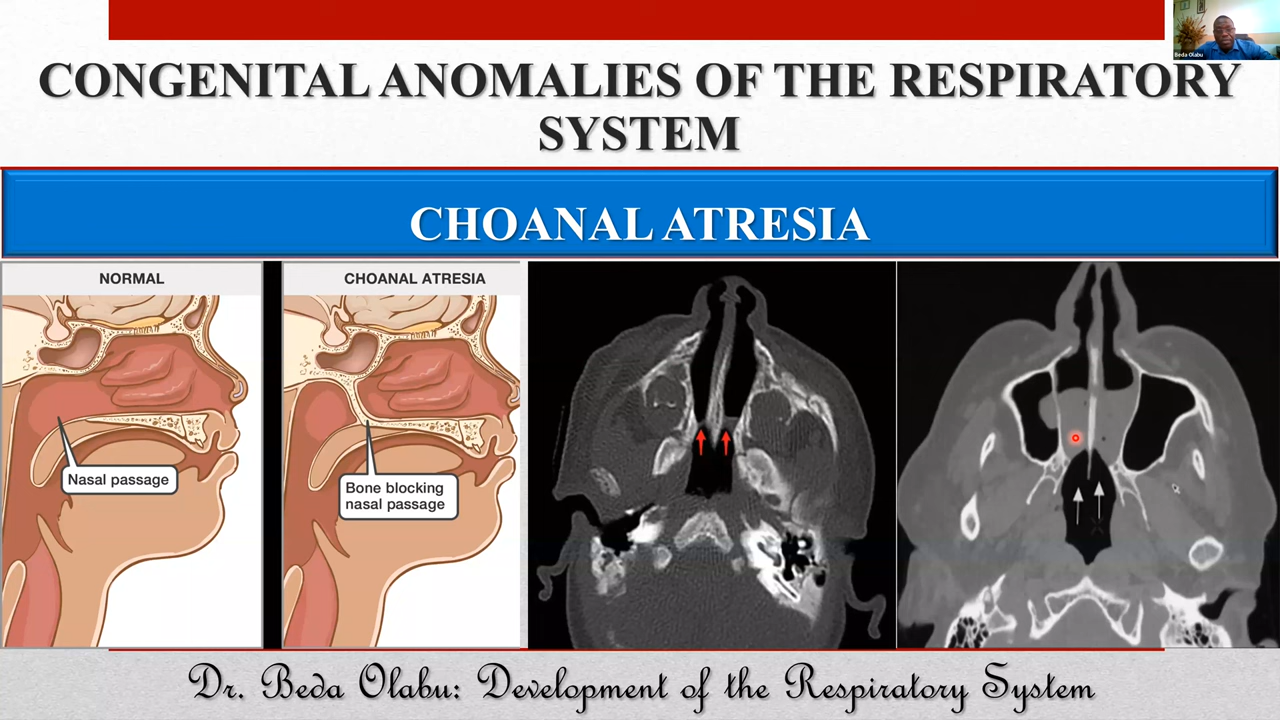 Beda Olabu
CONGENITAL ANOMALIES OF THE RESPIRATORY
SYSTEM
CHOANAL ATRESIA
NORMAL
Nasal passage
CHOANAL ATRESIA
Bone blocking
nasal passage
Dr. Beda Olabu: Development of the Respiratory System